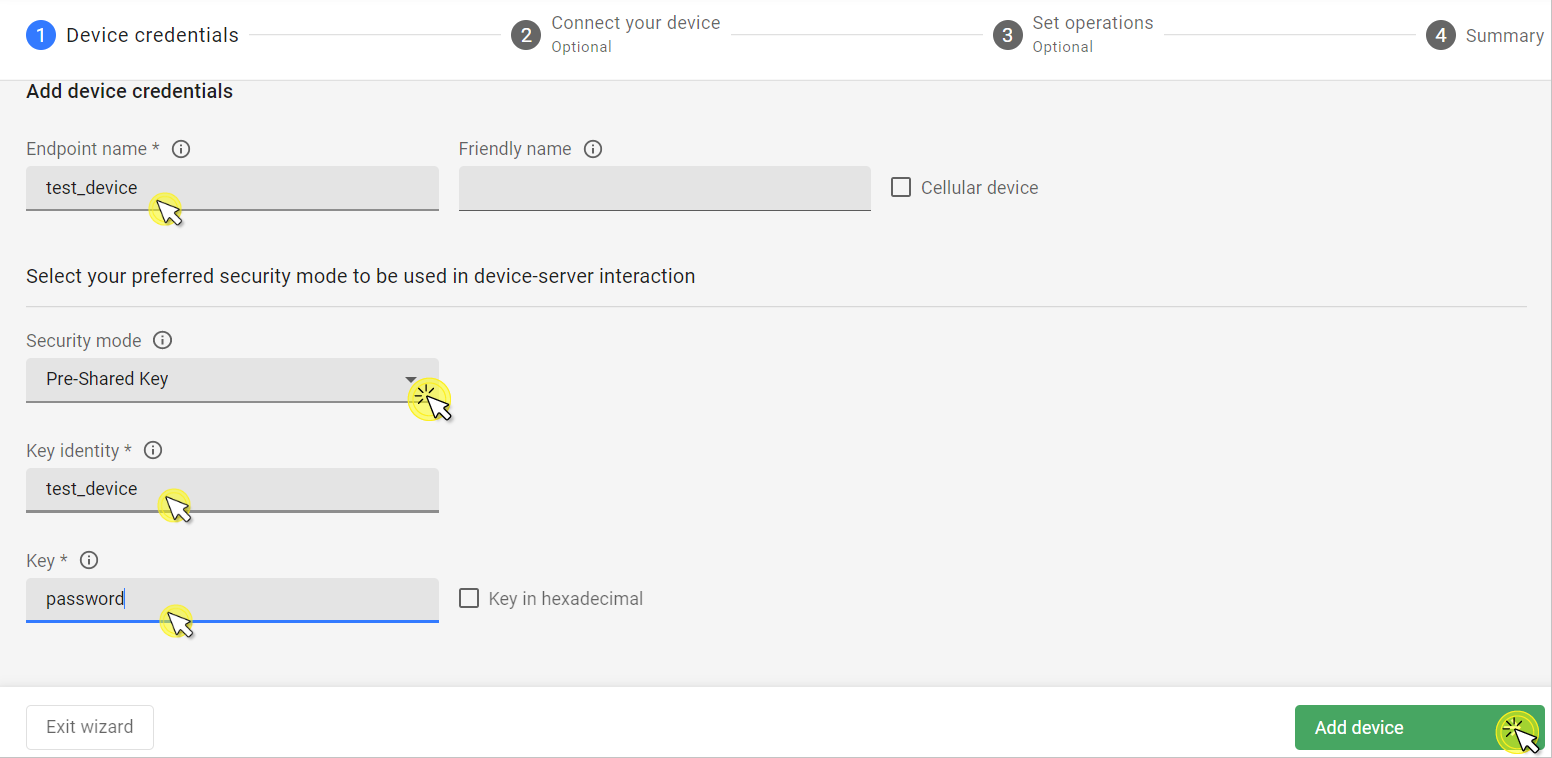 1 Device credentials
2 Connect your device
Optional
3 Set operations
Optional
4 Summary
Add device credentials
Endpoint name *
Friendly name
test_device
Cellular device
Select your preferred security mode to be used in device-server interaction
Security mode
Pre-Shared Key
Key identity *
test_device
Key *
password
Key in hexadecimal
Exit wizard
Add device